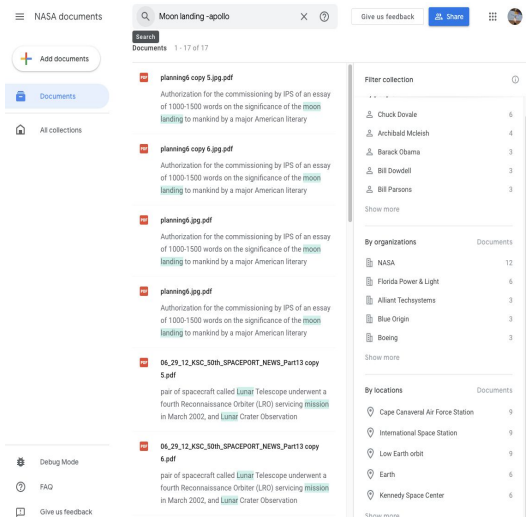 NASA documents
Moon landing -apollo
Give us feedback
Share
Search
Documents 1 - 17 of 17
Add documents
Documents
All collections
Debug Mode
FAQ
Give us feedback
PDF
planning6 copy 5.jpg.pdf
Authorization for the commissioning by IPS of an essay
of 1000-1500 words on the significance of the moon
landing to mankind by a major American literary
PDF
planning6 copy 6.jpg.pdf
Authorization for the commissioning by IPS of an essay
of 1000-1500 words on the significance of the moon
landing to mankind by a major American literary
PDF
planning6.jpg.pdf
Authorization for the commissioning by IPS of an essay
of 1000-1500 words on the significance of the moon
landing to mankind by a major American literary
PDF
planning6.jpg.pdf
Authorization for the commissioning by IPS of an essay
of 1000-1500 words on the significance of the moon
landing to mankind by a major American literary
PDF
06_29_12_KSC_50th_SPACEPORT_NEWS_Part13 copy
5.pdf
pair of spacecraft called Lunar Telescope underwent a
fourth Reconnaissance Orbiter (LRO) servicing mission
in March 2002, and Lunar Crater Observation
PDF
06_29_12_KSC_50th_SPACEPORT_NEWS_Part13 copy
6.pdf
pair of spacecraft called Lunar Telescope underwent a
fourth Reconnaissance Orbiter (LRO) servicing mission
in March 2002, and Lunar Crater Observation
Filter collection
Chuck Dovale 6
Archibald Mcleish 4
Barack Obama 3
Bill Dowdell 3
Bill Parsons 3
Show more
By organizations Documents
NASA 12
Florida Power & Light 6
Alliant Techsystems 3
Blue Origin 3
Boeing 3
Show more
By locations Documents
Cape Canaveral Air Force Station 9
International Space Station 9
Low Earth orbit 9
Earth 6
Kennedy Space Center 6
Show more